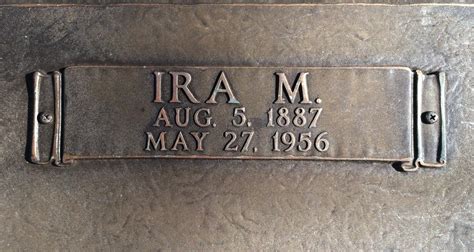 IRA M.
AUG. 5, 1887
MAY 27, 1956